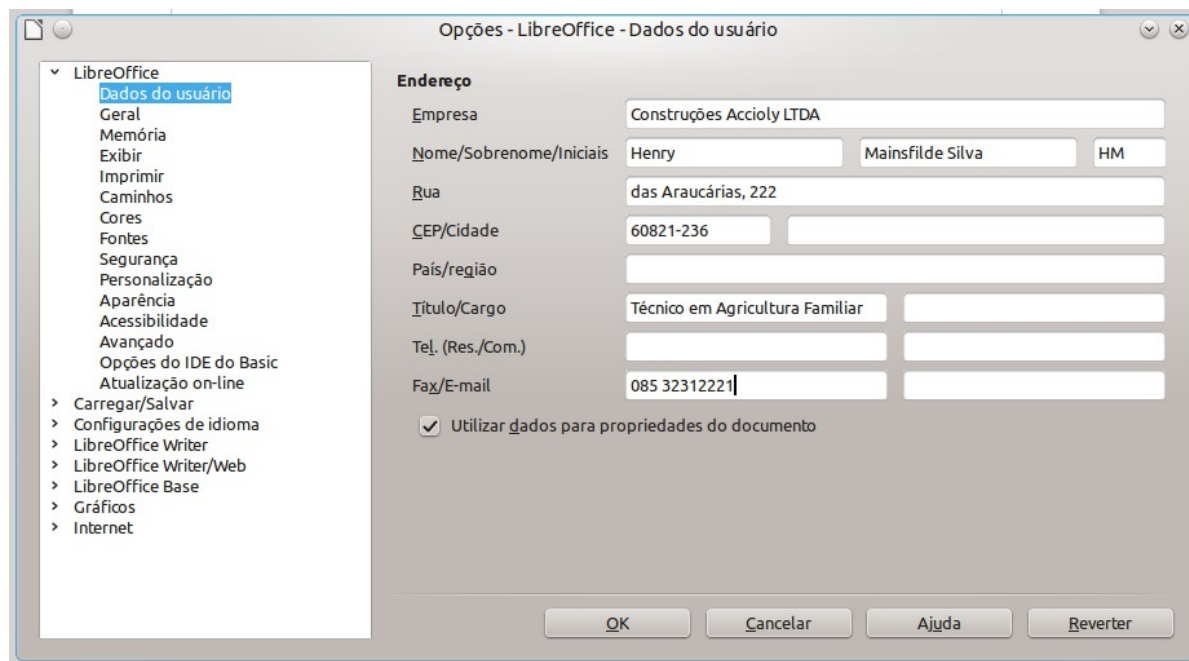 Opções - LibreOffice - Dados do usuário
LibreOffice
Dados do usuário
Geral
Memória
Exibir
Imprimir
Caminhos
Cores
Fontes
Segurança
Personalização
Aparência
Acessibilidade
Avançado
Opções do IDE do Basic
Atualização on-line
Carregar/Salvar
Configurações de idioma
LibreOffice Writer
LibreOffice Writer/Web
LibreOffice Base
Gráficos
Internet
Endereço
Empresa Construções Accioly LTDA
Nome/Sobrenome/Iniciais Henry Mainsfilde Silva HM
Rua das Araucárias, 222
CEP/Cidade 60821-236
País/região
Título/Cargo Técnico em Agricultura Familiar
Tel. (Res./Com.)
Fax/E-mail 085 32312221
Utilizar dados para propriedades do documento
OK Cancelar Ajuda Reverter